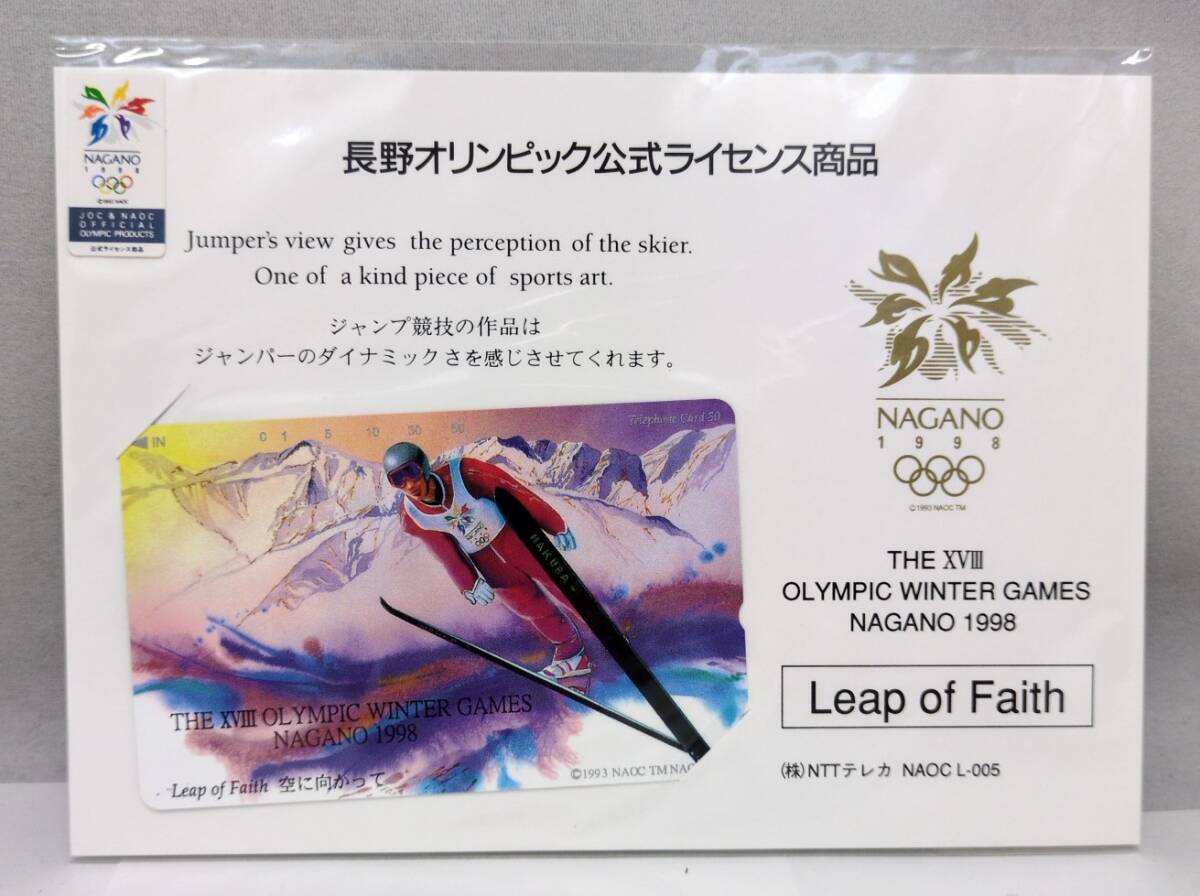 NAGANO
1998
©1993 NAOC
JOC & NAOC
OFFICIAL
OLYMPIC PRODUCTS
公式ライセンス商品
長野オリンピック公式ライセンス商品
Jumper's view gives the perception of the skier.
One of a kind piece of sports art.
ジャンプ競技の作品は
ジャンパーのダイナミックさを感じさせてくれます。
IN
0 1 5 10 30 50
Telephone Card 50
HAKUBA
THE XVIII OLYMPIC WINTER GAMES
NAGANO 1998
Leap of Faith 空に向かって
©1993 NAOC TM
NAGANO
1998
©1993 NAOC TM
THE XVIII
OLYMPIC WINTER GAMES
NAGANO 1998
Leap of Faith
(株)NTTテレカ NAOC L-005